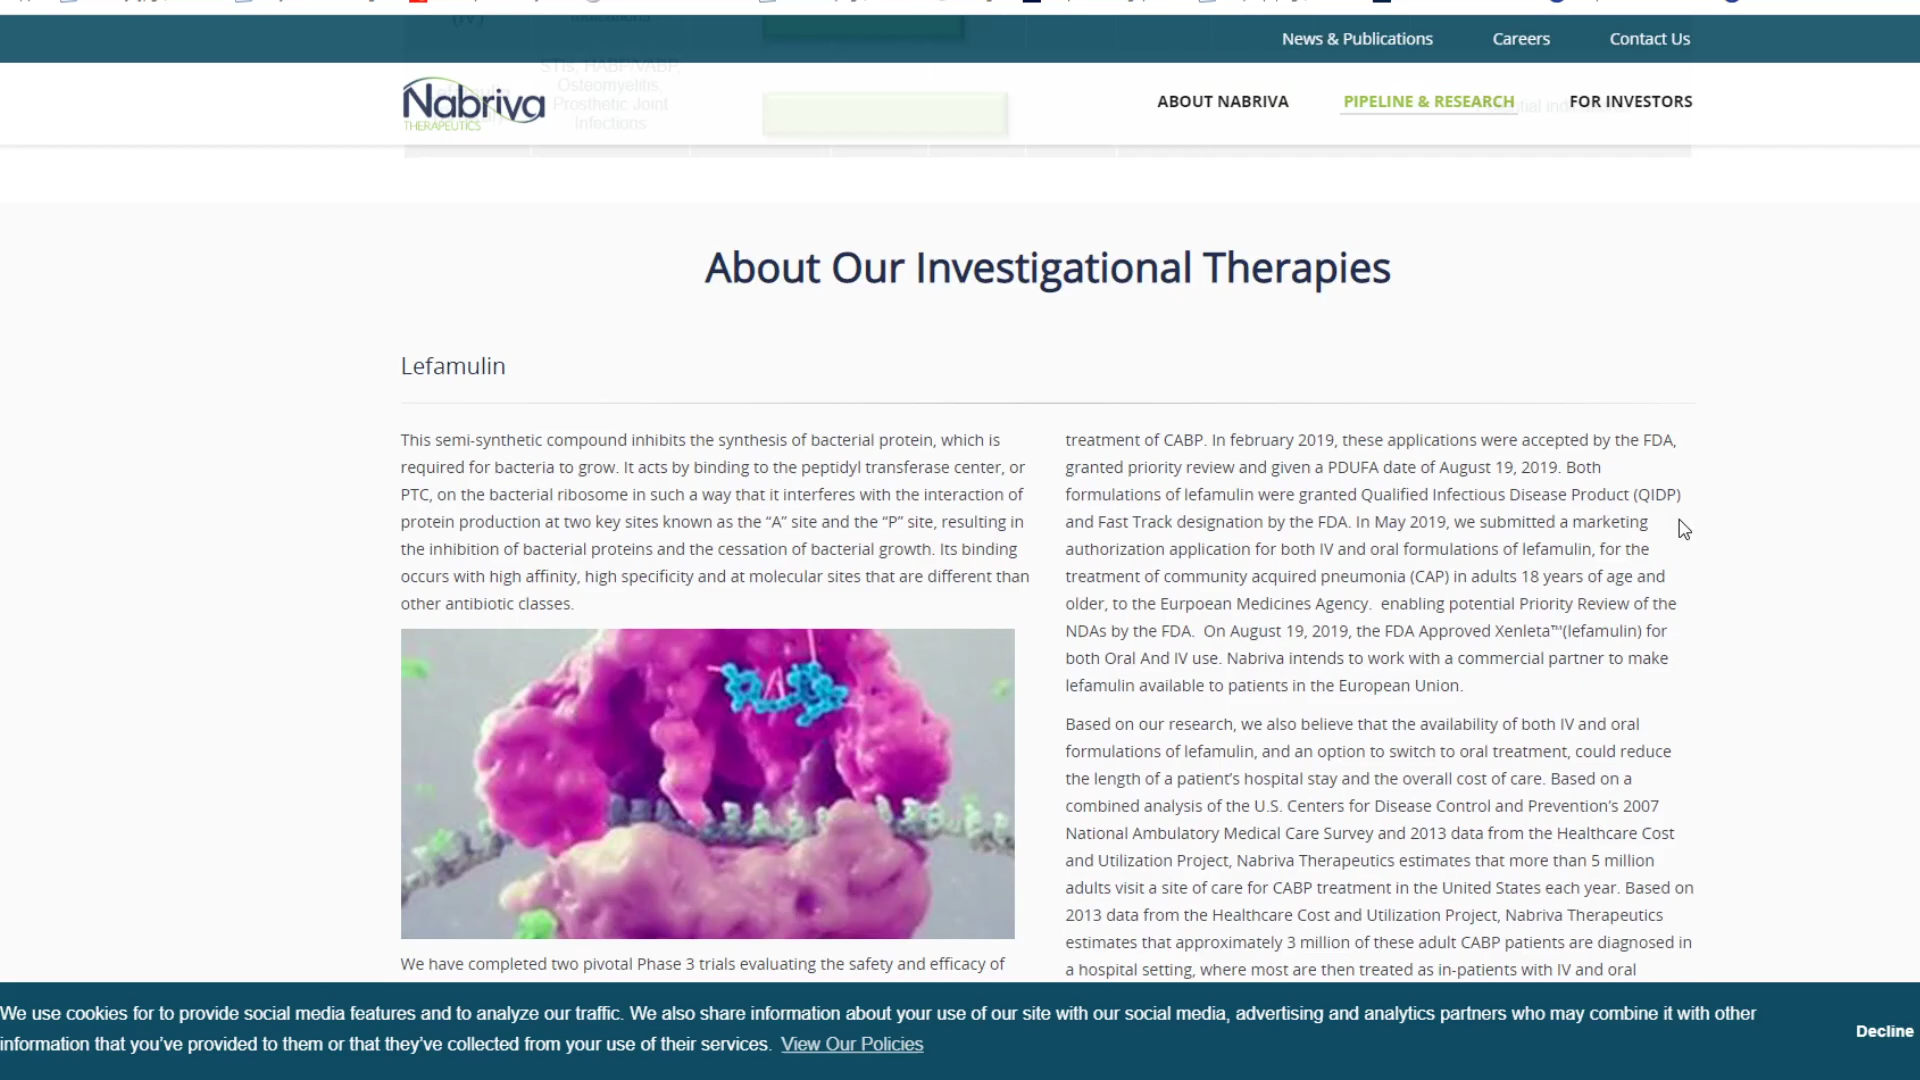 News & Publications Careers Contact Us
STIs, HABP/VABP,
Osteomyelitis,
Prosthetic Joint
Infections
Nabriva
THERAPEUTICS
ABOUT NABRIVA PIPELINE & RESEARCH FOR INVESTORS
About Our Investigational Therapies
Lefamulin
This semi-synthetic compound inhibits the synthesis of bacterial protein, which is
required for bacteria to grow. It acts by binding to the peptidyl transferase center, or
PTC, on the bacterial ribosome in such a way that it interferes with the interaction of
protein production at two key sites known as the “A” site and the “P” site, resulting in
the inhibition of bacterial proteins and the cessation of bacterial growth. Its binding
occurs with high affinity, high specificity and at molecular sites that are different than
other antibiotic classes.
We have completed two pivotal Phase 3 trials evaluating the safety and efficacy of
treatment of CABP. In february 2019, these applications were accepted by the FDA,
granted priority review and given a PDUFA date of August 19, 2019. Both
formulations of lefamulin were granted Qualified Infectious Disease Product (QIDP)
and Fast Track designation by the FDA. In May 2019, we submitted a marketing
authorization application for both IV and oral formulations of lefamulin, for the
treatment of community acquired pneumonia (CAP) in adults 18 years of age and
older, to the Eurpoean Medicines Agency.  enabling potential Priority Review of the
NDAs by the FDA.  On August 19, 2019, the FDA Approved Xenleta™(lefamulin) for
both Oral And IV use. Nabriva intends to work with a commercial partner to make
lefamulin available to patients in the European Union.
Based on our research, we also believe that the availability of both IV and oral
formulations of lefamulin, and an option to switch to oral treatment, could reduce
the length of a patient’s hospital stay and the overall cost of care. Based on a
combined analysis of the U.S. Centers for Disease Control and Prevention’s 2007
National Ambulatory Medical Care Survey and 2013 data from the Healthcare Cost
and Utilization Project, Nabriva Therapeutics estimates that more than 5 million
adults visit a site of care for CABP treatment in the United States each year. Based on
2013 data from the Healthcare Cost and Utilization Project, Nabriva Therapeutics
estimates that approximately 3 million of these adult CABP patients are diagnosed in
a hospital setting, where most are then treated as in-patients with IV and oral
We use cookies for to provide social media features and to analyze our traffic. We also share information about your use of our site with our social media, advertising and analytics partners who may combine it with other
information that you’ve provided to them or that they’ve collected from your use of their services. View Our Policies
Decline